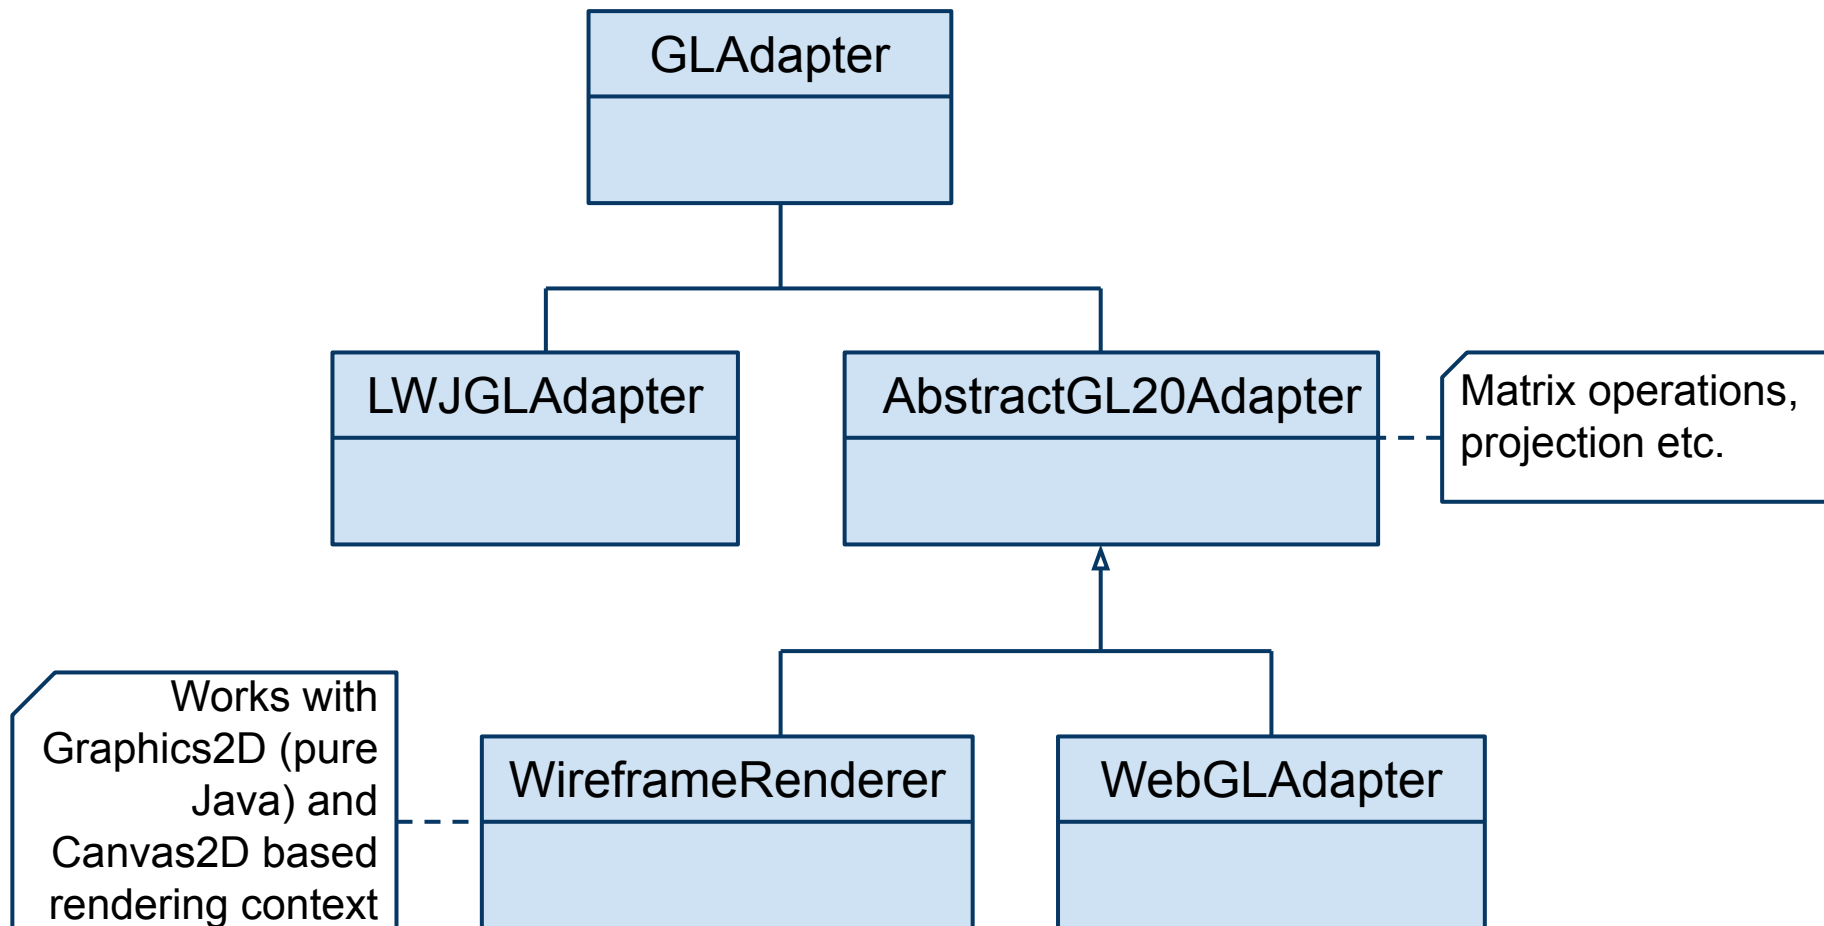 GLAdapter
LWJGLAdapter
AbstractGL20Adapter
Matrix operations,
projection etc.
Works with
Graphics2D (pure
Java) and
Canvas2D based
rendering context
WireframeRenderer
WebGLAdapter